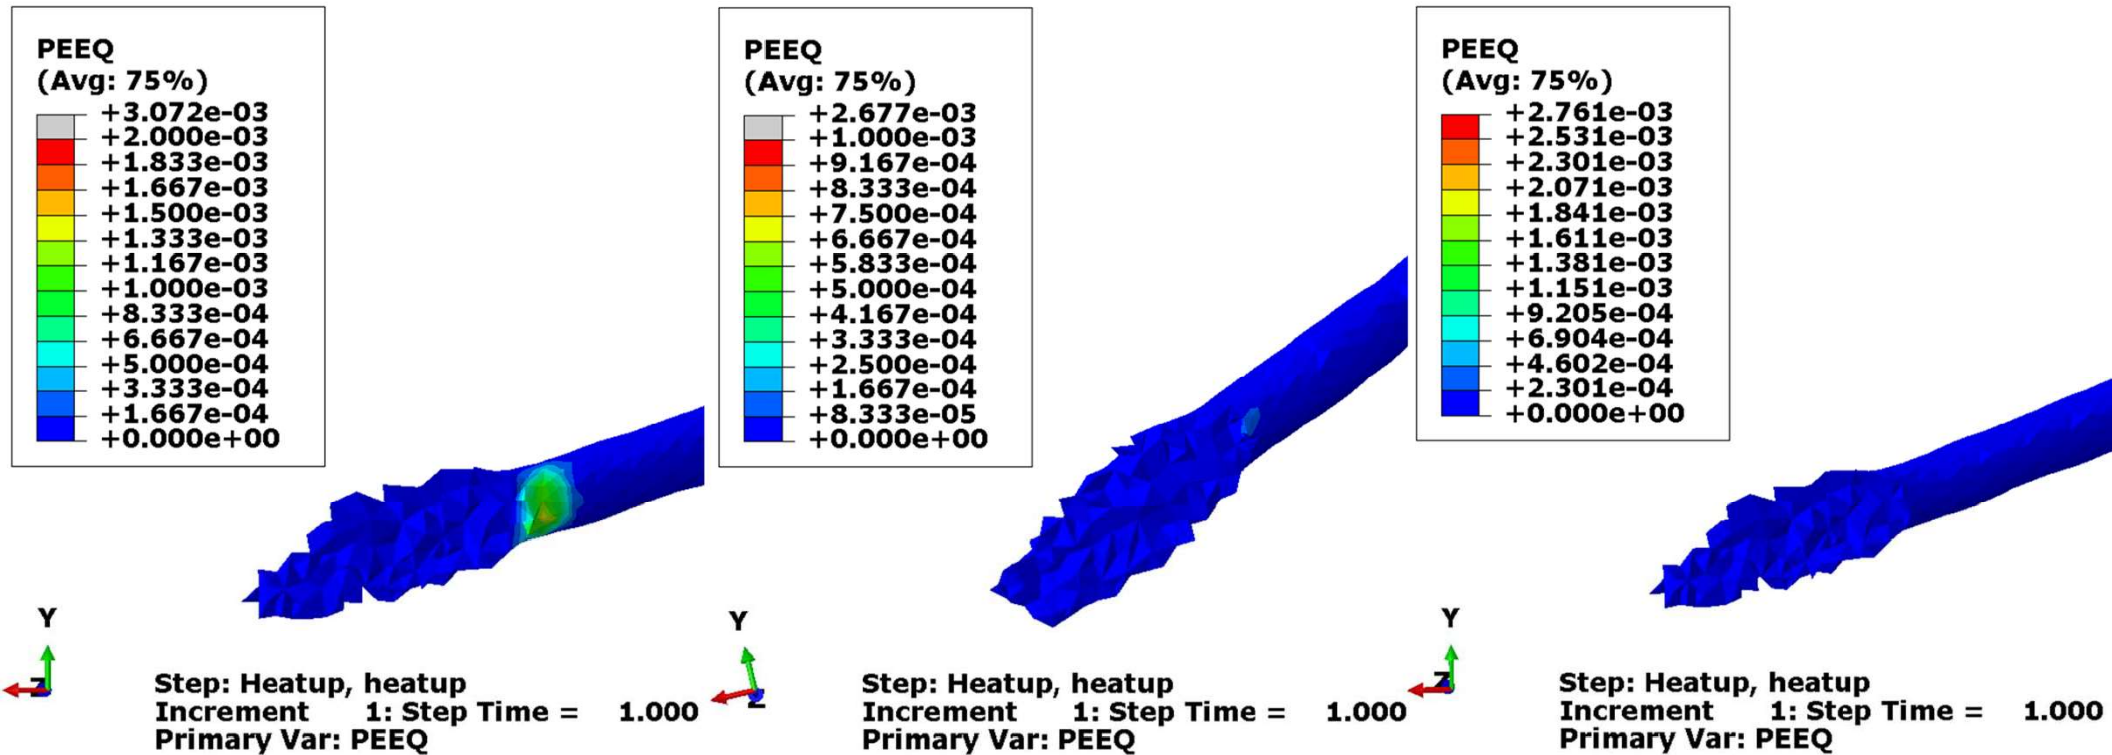 PEEQ
(Avg: 75%)
+3.072e-03
+2.000e-03
+1.833e-03
+1.667e-03
+1.500e-03
+1.333e-03
+1.167e-03
+1.000e-03
+8.333e-04
+6.667e-04
+5.000e-04
+3.333e-04
+1.667e-04
+0.000e+00
Y
Z
Step: Heatup, heatup
Increment 1: Step Time = 1.000
Primary Var: PEEQ
PEEQ
(Avg: 75%)
+2.677e-03
+1.000e-03
+9.167e-04
+8.333e-04
+7.500e-04
+6.667e-04
+5.833e-04
+5.000e-04
+4.167e-04
+3.333e-04
+2.500e-04
+1.667e-04
+8.333e-05
+0.000e+00
Y
Z
Step: Heatup, heatup
Increment 1: Step Time = 1.000
Primary Var: PEEQ
PEEQ
(Avg: 75%)
+2.761e-03
+2.531e-03
+2.301e-03
+2.071e-03
+1.841e-03
+1.611e-03
+1.381e-03
+1.151e-03
+9.205e-04
+6.904e-04
+4.602e-04
+2.301e-04
+0.000e+00
Y
Z
Step: Heatup, heatup
Increment 1: Step Time = 1.000
Primary Var: PEEQ